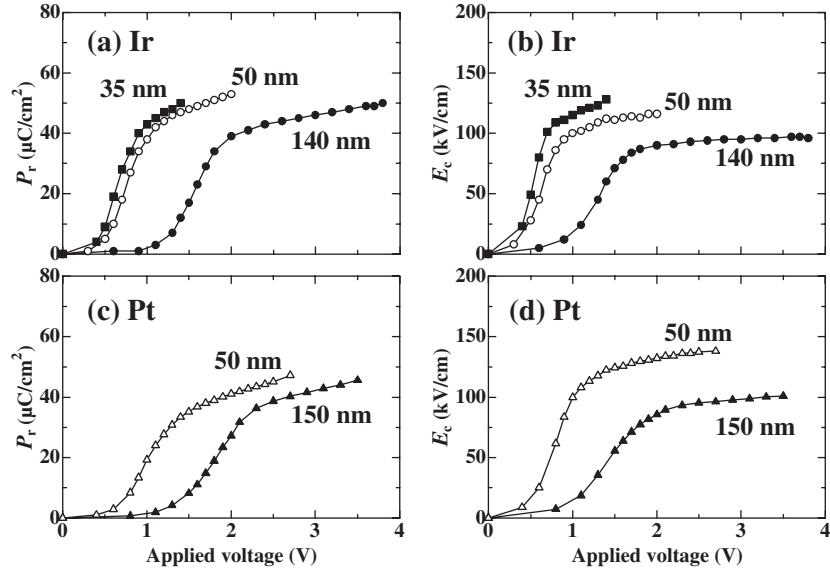 80
60
40
20
0
P_r (μC/cm²)
(a) Ir
35 nm
50 nm
140 nm
200
150
125
100
50
0
E_c (kV/cm)
(b) Ir
35 nm
50 nm
140 nm
80
60
40
20
0
P_r (μC/cm²)
(c) Pt
50 nm
150 nm
0
1
2
3
4
Applied voltage (V)
200
150
100
50
0
E_c (kV/cm)
(d) Pt
50 nm
150 nm
0
1
2
3
4
Applied voltage (V)